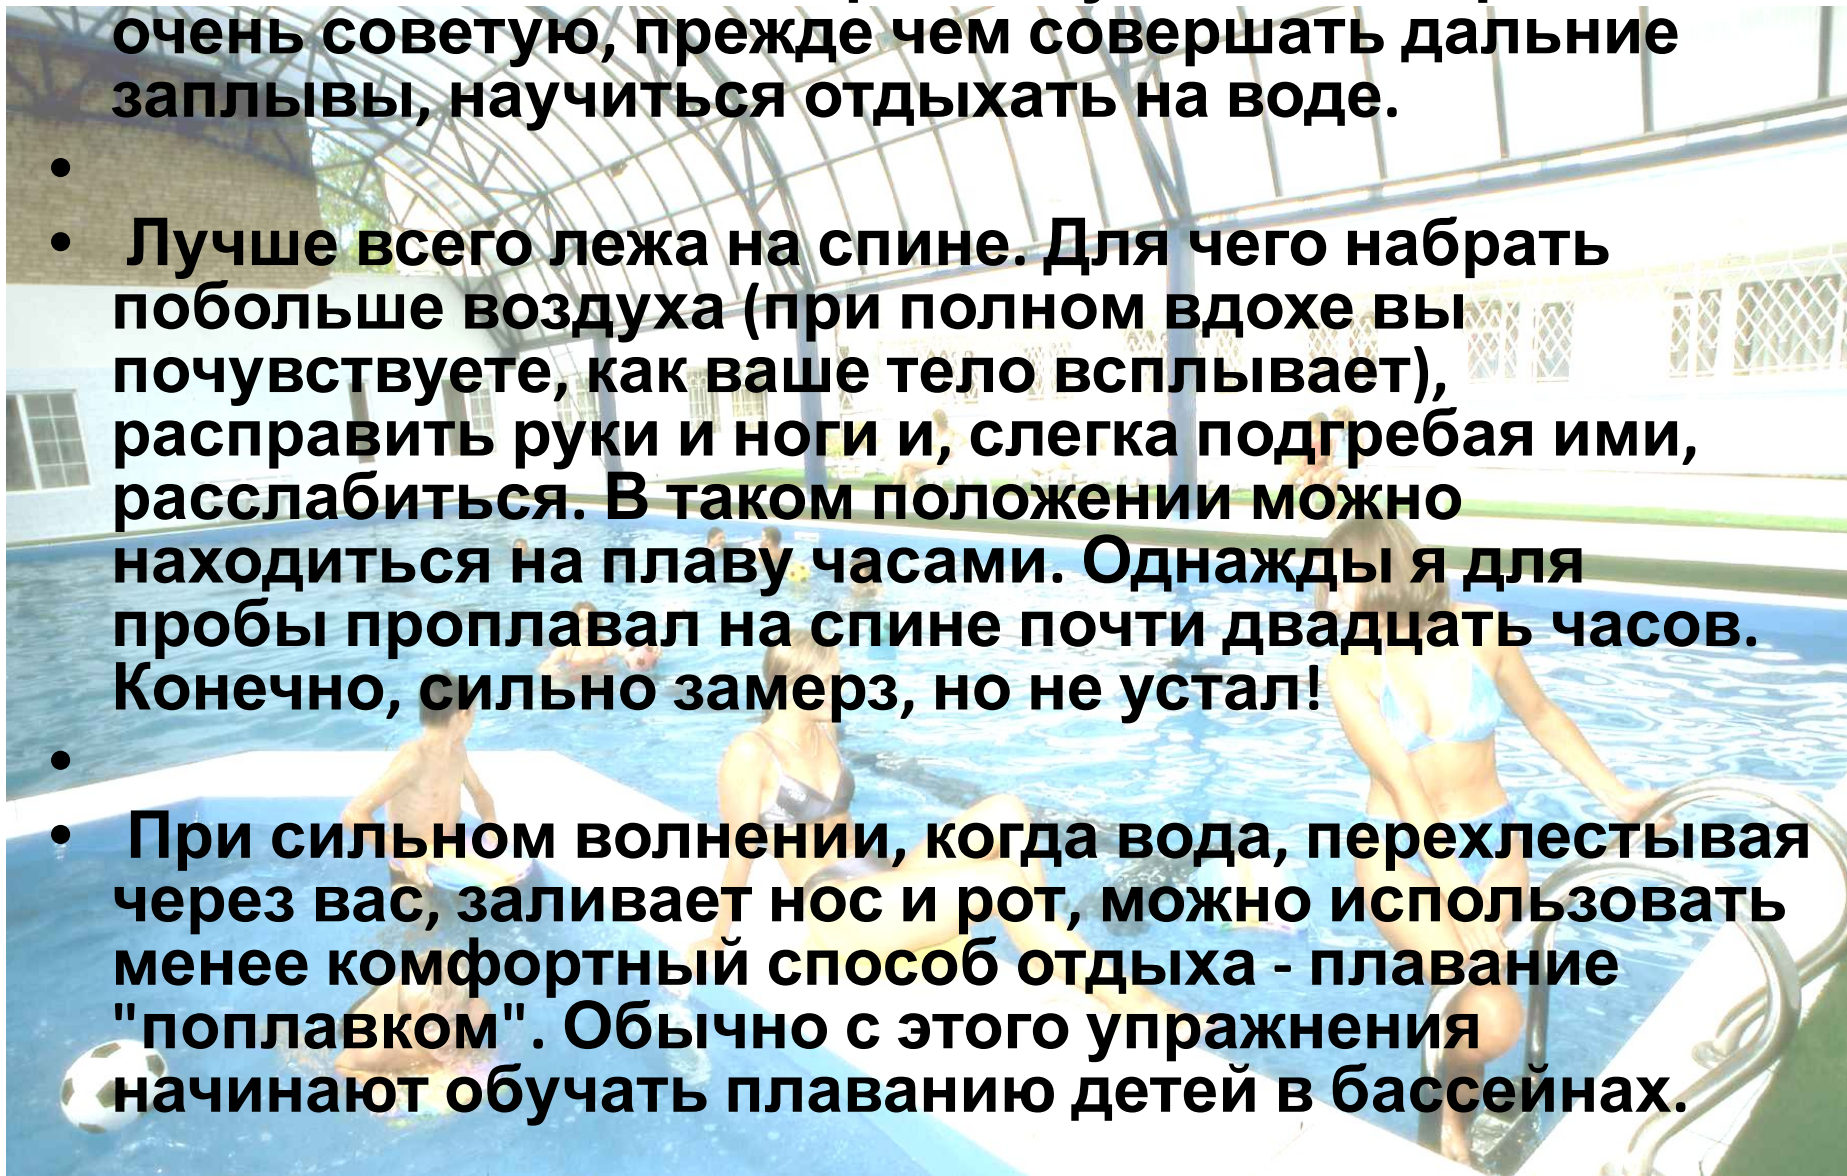 очень советую, прежде чем совершать дальние
заплывы, научиться отдыхать на воде.
•
• Лучше всего лежа на спине. Для чего набрать
побольше воздуха (при полном вдохе вы
почувствуете, как ваше тело всплывает),
расправить руки и ноги и, слегка подгребая ими,
расслабиться. В таком положении можно
находиться на плаву часами. Однажды я для
пробы проплавал на спине почти двадцать часов.
Конечно, сильно замерз, но не устал!
•
• При сильном волнении, когда вода, перехлестывая
через вас, заливает нос и рот, можно использовать
менее комфортный способ отдыха - плавание
"поплавком". Обычно с этого упражнения
начинают обучать плаванию детей в бассейнах.